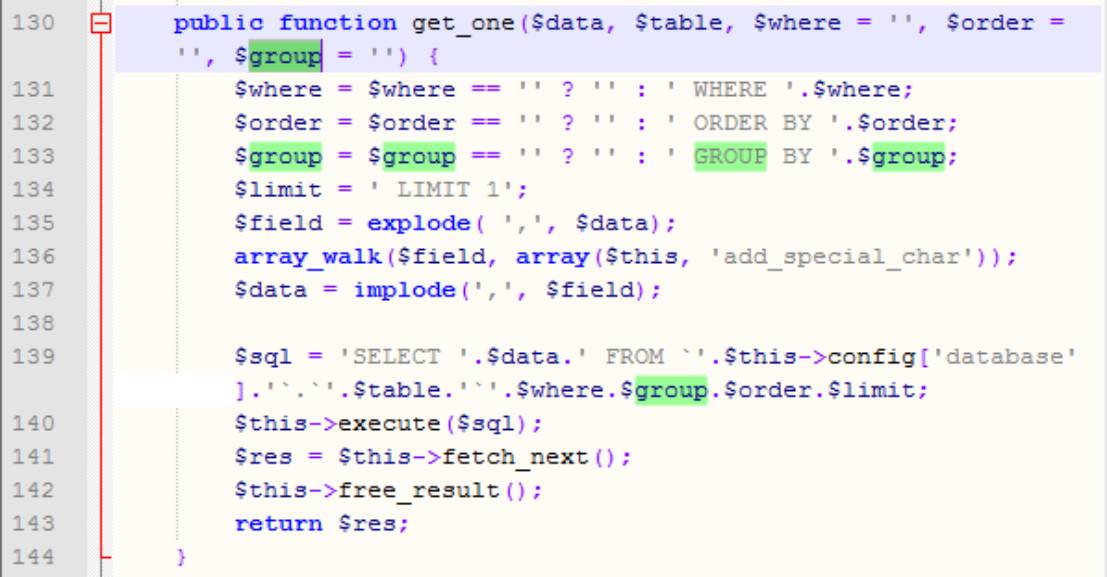 130 public function get_one($data, $table, $where = '', $order =
'', $group = '') {
131 $where = $where == '' ? '' : ' WHERE '.$where;
132 $order = $order == '' ? '' : ' ORDER BY '.$order;
133 $group = $group == '' ? '' : ' GROUP BY '.$group;
134 $limit = ' LIMIT 1';
135 $field = explode( ',', $data);
136 array_walk($field, array($this, 'add_special_char'));
137 $data = implode(',', $field);
138
139 $sql = 'SELECT '.$data.' FROM `'.$this->config['database'
].'`.`'.$table.'`'.$where.$group.$order.$limit;
140 $this->execute($sql);
141 $res = $this->fetch_next();
142 $this->free_result();
143 return $res;
144 }